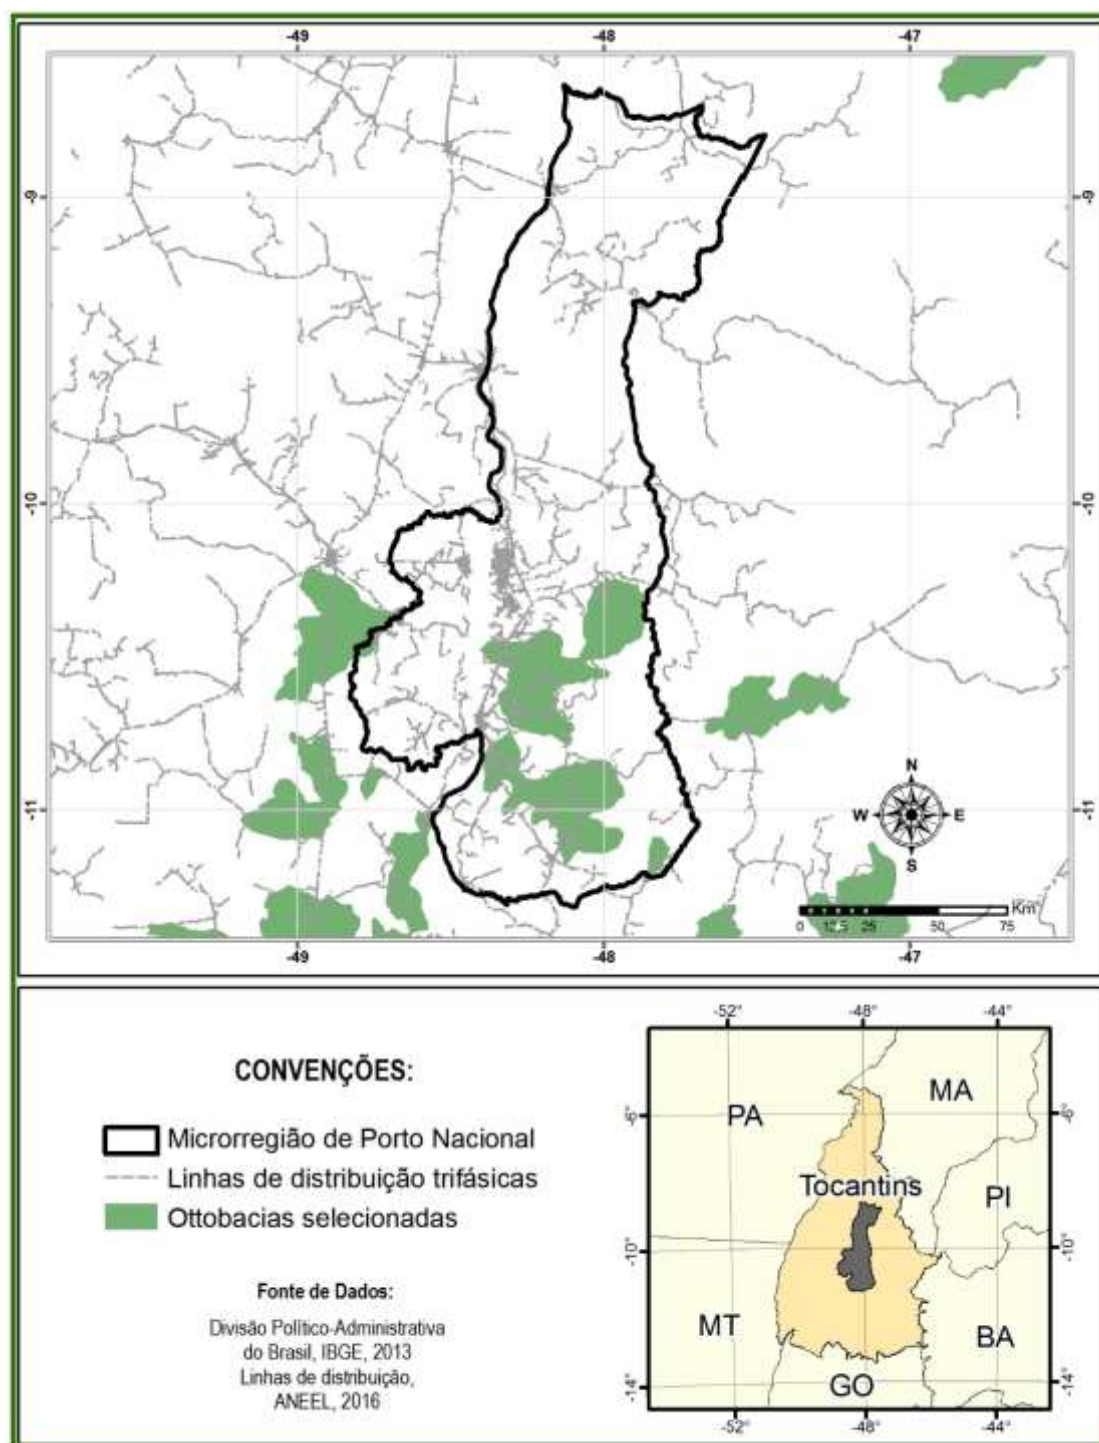 -49 -48 -47
-9 -9
-10 -10
-11 -11
N
W E
S
Km
0 12,5 25 50 75
-49 -48 -47
CONVENÇÕES:
Microrregião de Porto Nacional
Linhas de distribuição trifásicas
Ottobacias selecionadas
Fonte de Dados:
Divisão Político-Administrativa
do Brasil, IBGE, 2013
Linhas de distribuição,
ANEEL, 2016
-52° -48° -44°
MA
PA
-6° -6°
Tocantins
PI
-10° -10°
MT
BA
GO
-14° -14°
-52° -48° -44°